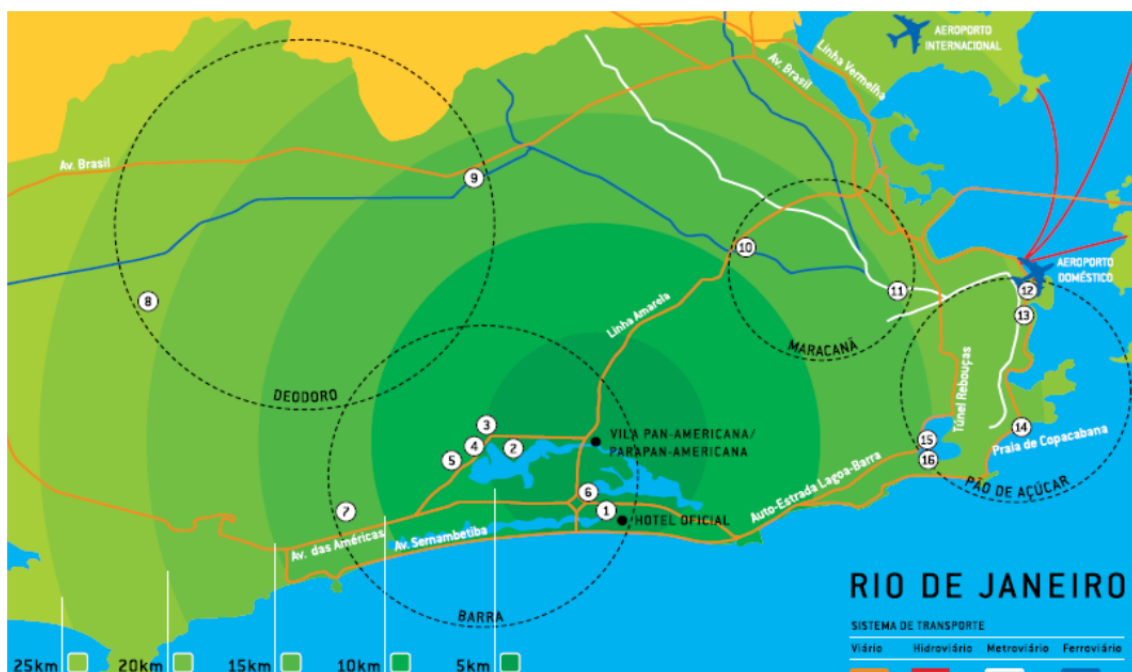 AEROPORTO
INTERNACIONAL
Linha Vermelha
Av. Brasil
Av. Brasil
9
10
8
11
AEROPORTO
DOMÉSTICO
12
13
MARACANÃ
Linha Amarela
DEODORO
Túnel Rebouças
3
4
2
5
VILA PAN-AMERICANA/
PARAPAN-AMERICANA
14
15
16
Praia de Copacabana
PÃO DE AÇÚCAR
Auto-Estrada Lagoa-Barra
6
7
1
HOTEL OFICIAL
Av. das Américas
Av. Sernambetiba
BARRA
RIO DE JANEIRO
SISTEMA DE TRANSPORTE
Viário Hidroviário Metroviário Ferroviário
25km 20km 15km 10km 5km